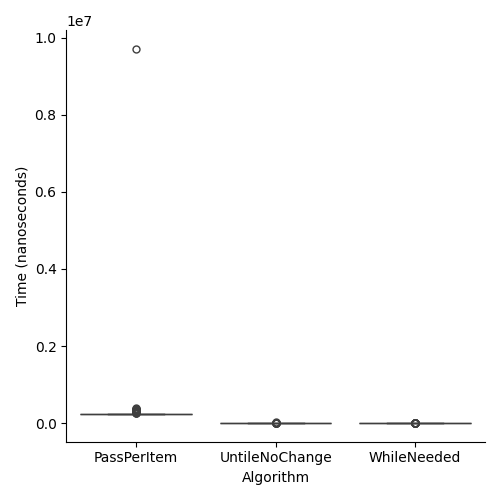 1e7
1.0
0.8
0.6
0.4
0.2
0.0
Time (nanoseconds)
PassPerItem
UntileNoChange
WhileNeeded
Algorithm